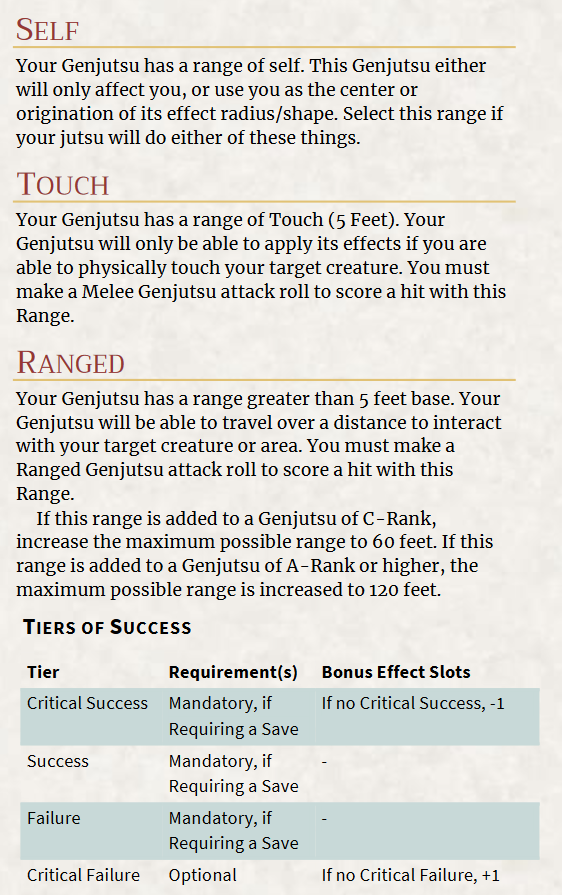 SELF
Your Genjutsu has a range of self. This Genjutsu either
will only affect you, or use you as the center or
origination of its effect radius/shape. Select this range if
your jutsu will do either of these things.
TOUCH
Your Genjutsu has a range of Touch (5 Feet). Your
Genjutsu will only be able to apply its effects if you are
able to physically touch your target creature. You must
make a Melee Genjutsu attack roll to score a hit with this
Range.
RANGED
Your Genjutsu has a range greater than 5 feet base. Your
Genjutsu will be able to travel over a distance to interact
with your target creature or area. You must make a
Ranged Genjutsu attack roll to score a hit with this
Range.
If this range is added to a Genjutsu of C-Rank,
increase the maximum possible range to 60 feet. If this
range is added to a Genjutsu of A-Rank or higher, the
maximum possible range is increased to 120 feet.
TIERS OF SUCCESS
Tier Requirement(s) Bonus Effect Slots
Critical Success Mandatory, if If no Critical Success, -1
Requiring a Save
Success Mandatory, if -
Requiring a Save
Failure Mandatory, if -
Requiring a Save
Critical Failure Optional If no Critical Failure, +1